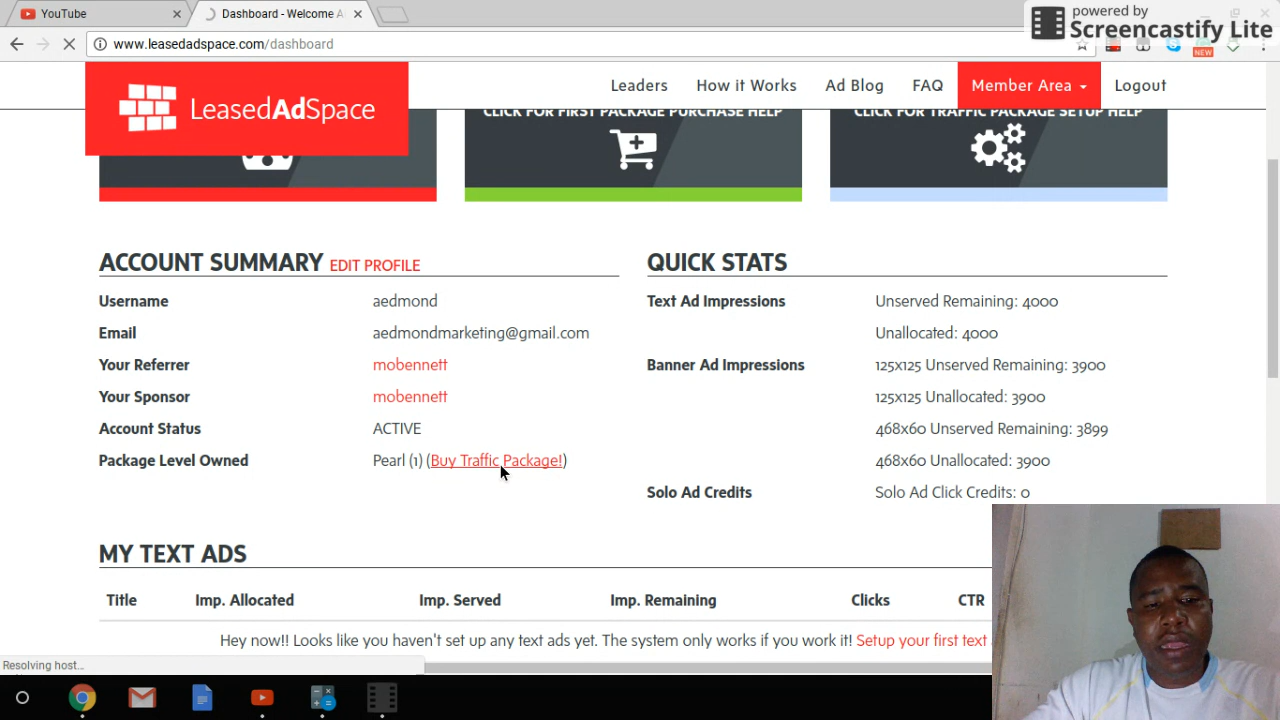 YouTube
Dashboard - Welcome A
powered by
Screencastify Lite
www.leasedadspace.com/dashboard
NEW
LeasedAdSpace
Leaders
How it Works
Ad Blog
FAQ
Member Area
Logout
CLICK FOR FIRST PACKAGE PURCHASE HELP
CLICK FOR TRAFFIC PACKAGE SETUP HELP
ACCOUNT SUMMARY EDIT PROFILE
Username aedmond
Email aedmondmarketing@gmail.com
Your Referrer mobennett
Your Sponsor mobennett
Account Status ACTIVE
Package Level Owned Pearl (1) (Buy Traffic Package!)
QUICK STATS
Text Ad Impressions Unserved Remaining: 4000
Unallocated: 4000
Banner Ad Impressions 125x125 Unserved Remaining: 3900
125x125 Unallocated: 3900
468x60 Unserved Remaining: 3899
468x60 Unallocated: 3900
Solo Ad Credits Solo Ad Click Credits: 0
MY TEXT ADS
Title Imp. Allocated Imp. Served Imp. Remaining Clicks CTR
Hey now!! Looks like you haven't set up any text ads yet. The system only works if you work it! Setup your first text
Resolving host...